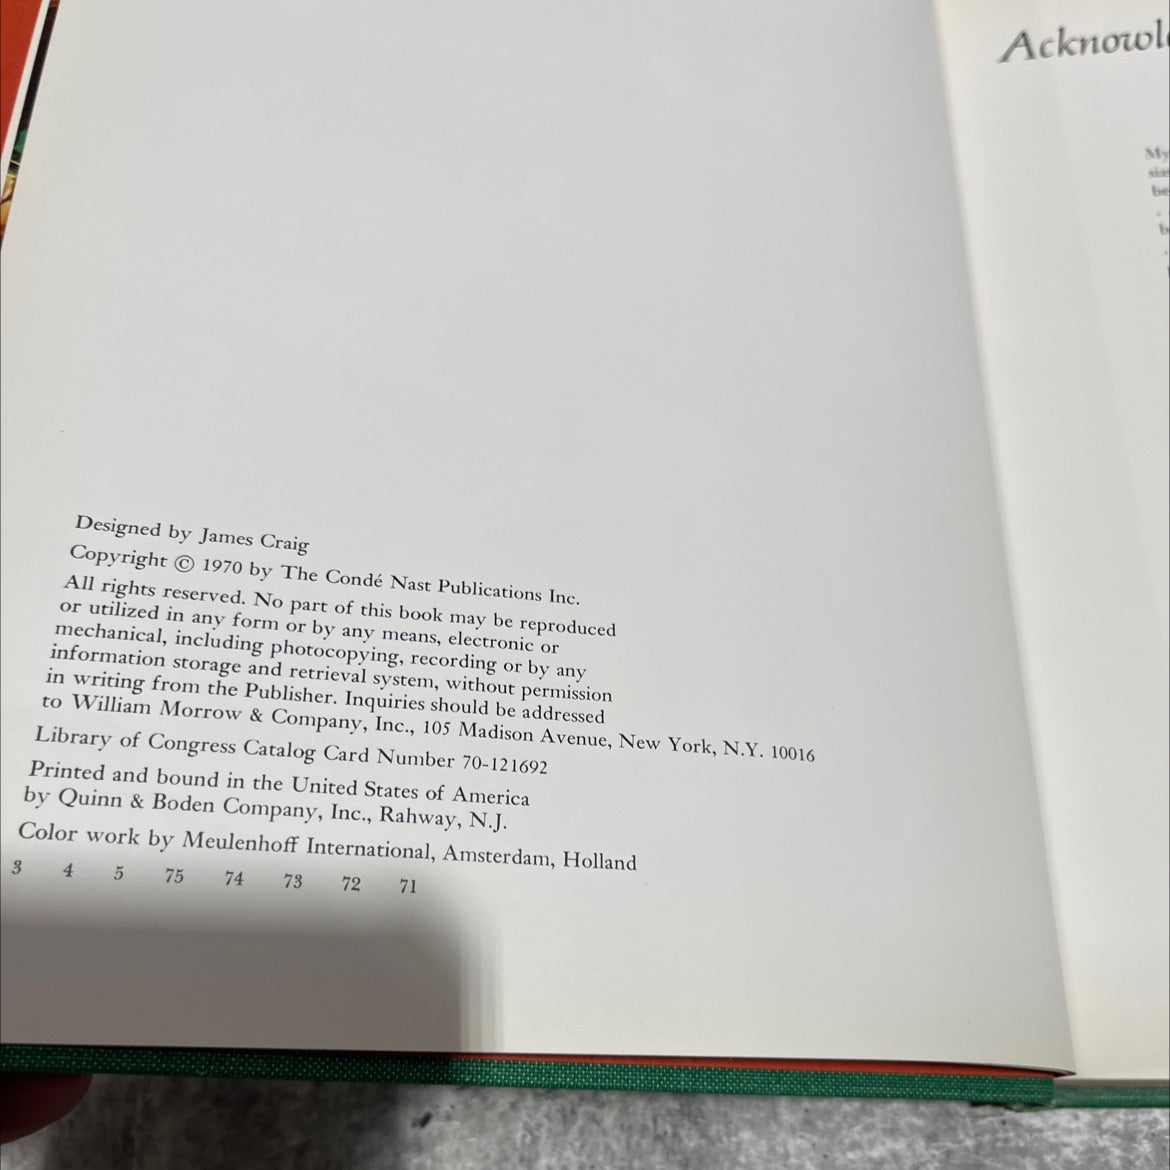 Designed by James Craig
Copyright © 1970 by The Condé Nast Publications Inc.
All rights reserved. No part of this book may be reproduced
or utilized in any form or by any means, electronic or
mechanical, including photocopying, recording or by any
information storage and retrieval system, without permission
in writing from the Publisher. Inquiries should be addressed
to William Morrow & Company, Inc., 105 Madison Avenue, New York, N.Y. 10016
Library of Congress Catalog Card Number 70-121692
Printed and bound in the United States of America
by Quinn & Boden Company, Inc., Rahway, N.J.
Color work by Meulenhoff International, Amsterdam, Holland
3 4 5 75 74 73 72 71
Acknowl
My
be